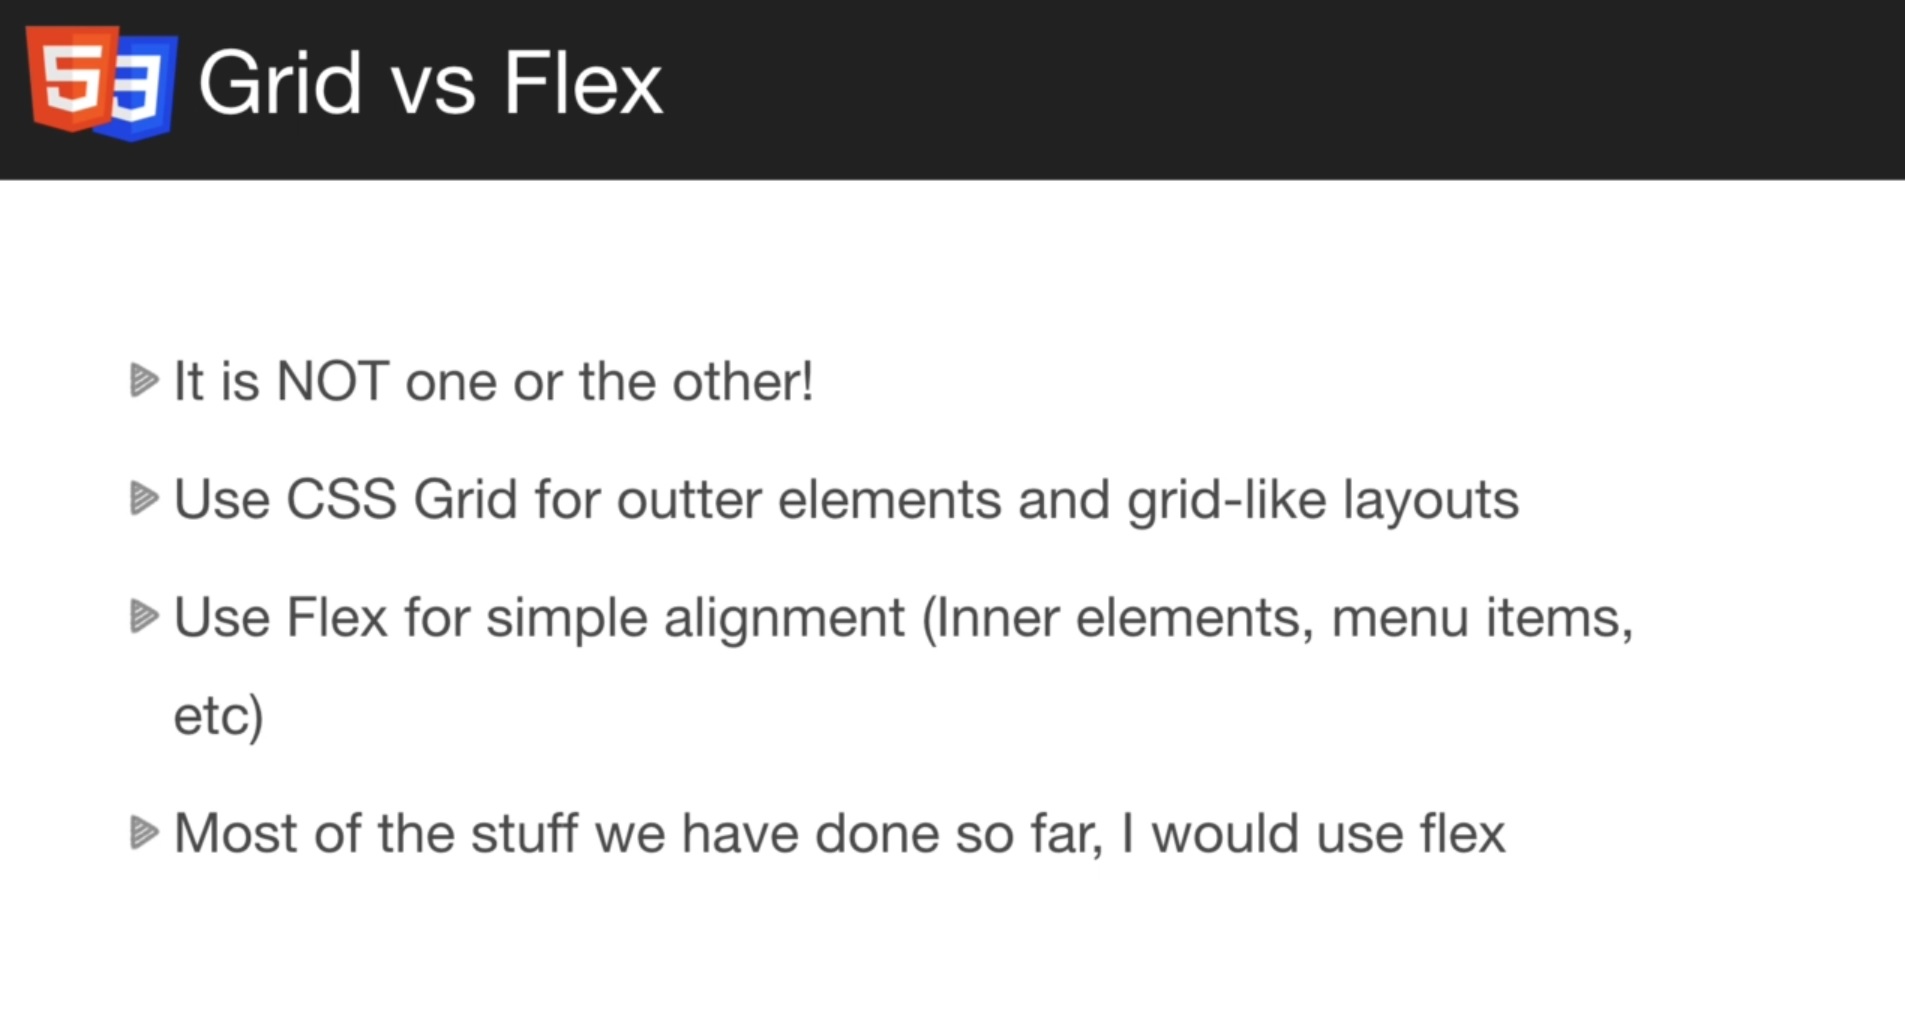 53 Grid vs Flex
It is NOT one or the other!
Use CSS Grid for outter elements and grid-like layouts
Use Flex for simple alignment (Inner elements, menu items,
etc)
Most of the stuff we have done so far, I would use flex